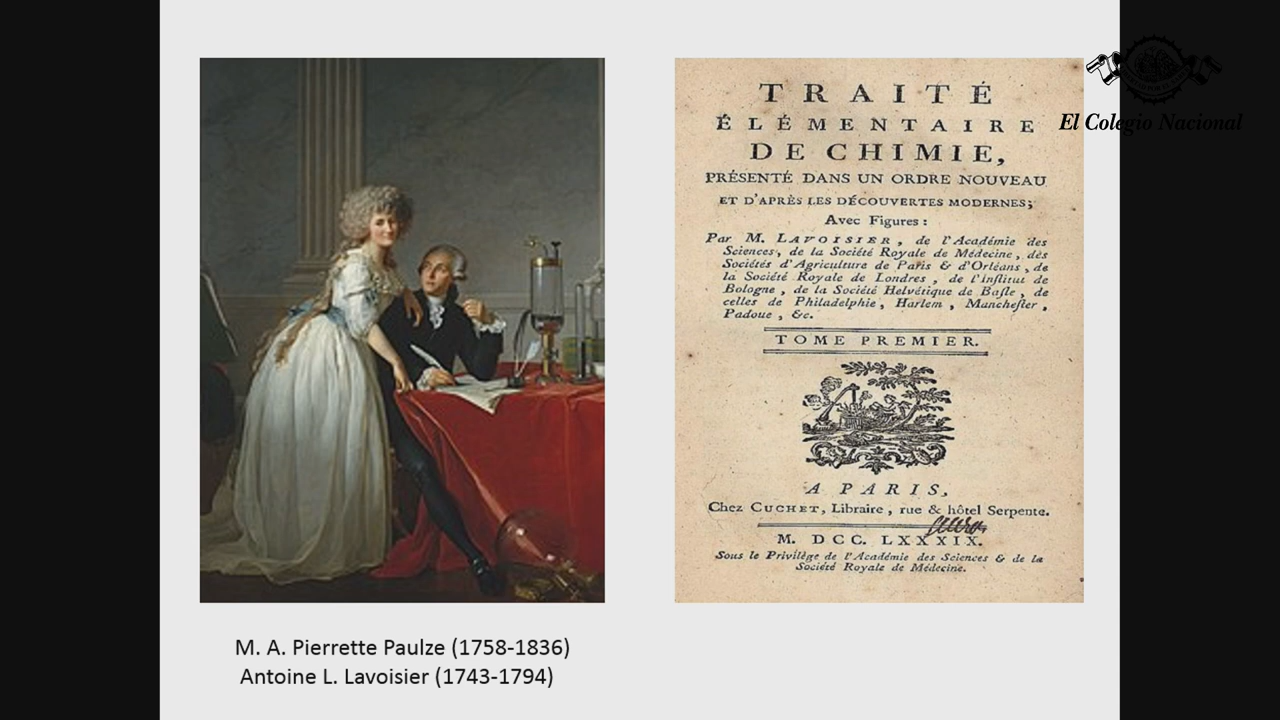 TRAITÉ
ÉLÉMENTAIRE
DE CHIMIE,
PRÉSENTÉ DANS UN ORDRE NOUVEAU
ET D'APRÈS LES DÉCOUVERTES MODERNES;
Avec Figures :
Par M. LAVOISIER, de l'Académie des
Sciences, de la Société Royale de Médecine, des
Sociétés d'Agriculture de Paris & d'Orléans, de
la Société Royale de Londres, de l'Institut de
Bologne, de la Société Helvétique de Basle, de
celles de Philadelphie, Harlem, Manchester,
Padoue, &c.
TOME PREMIER.
A PARIS,
Chez CUCHET, Libraire, rue & hôtel Serpente.
M. DCC. LXXXIX.
Sous le Privilège de l'Académie des Sciences & de la
Société Royale de Médecine.
El Colegio Nacional
M. A. Pierrette Paulze (1758-1836)
Antoine L. Lavoisier (1743-1794)